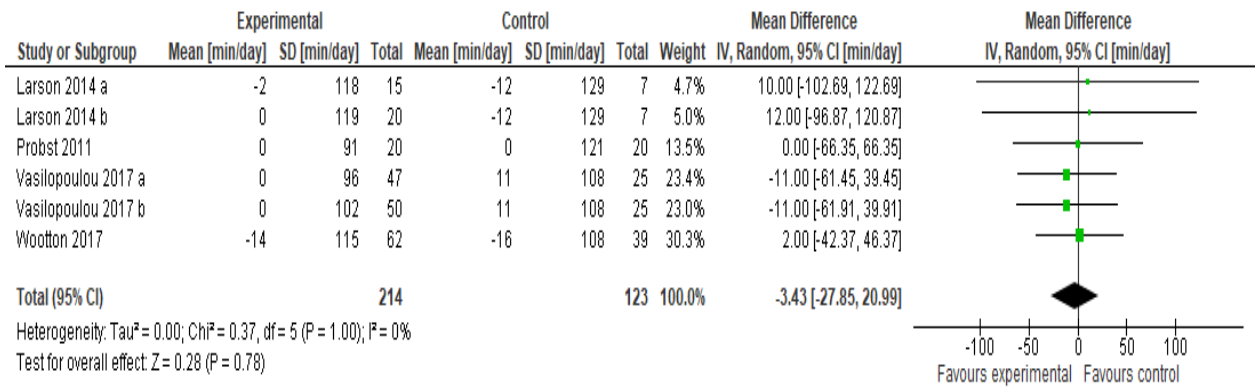 Experimental Control Mean Difference Mean Difference
Study or Subgroup Mean [min/day] SD [min/day] Total Mean [min/day] SD [min/day] Total Weight IV, Random, 95% CI [min/day] IV, Random, 95% CI [min/day]
Larson 2014 a -2 118 15 -12 129 7 4.7% 10.00 [-102.69, 122.69]
Larson 2014 b 0 119 20 -12 129 7 5.0% 12.00 [-96.87, 120.87]
Probst 2011 0 91 20 0 121 20 13.5% 0.00 [-66.35, 66.35]
Vasilopoulou 2017 a 0 96 47 11 108 25 23.4% -11.00 [-61.45, 39.45]
Vasilopoulou 2017 b 0 102 50 11 108 25 23.0% -11.00 [-61.91, 39.91]
Wootton 2017 -14 115 62 -16 108 39 30.3% 2.00 [-42.37, 46.37]
Total (95% CI) 214 123 100.0% -3.43 [-27.85, 20.99]
Heterogeneity: Tau² = 0.00; Chi² = 0.37, df = 5 (P = 1.00); I² = 0%
Test for overall effect: Z = 0.28 (P = 0.78)
-100 -50 0 50 100
Favours experimental Favours control